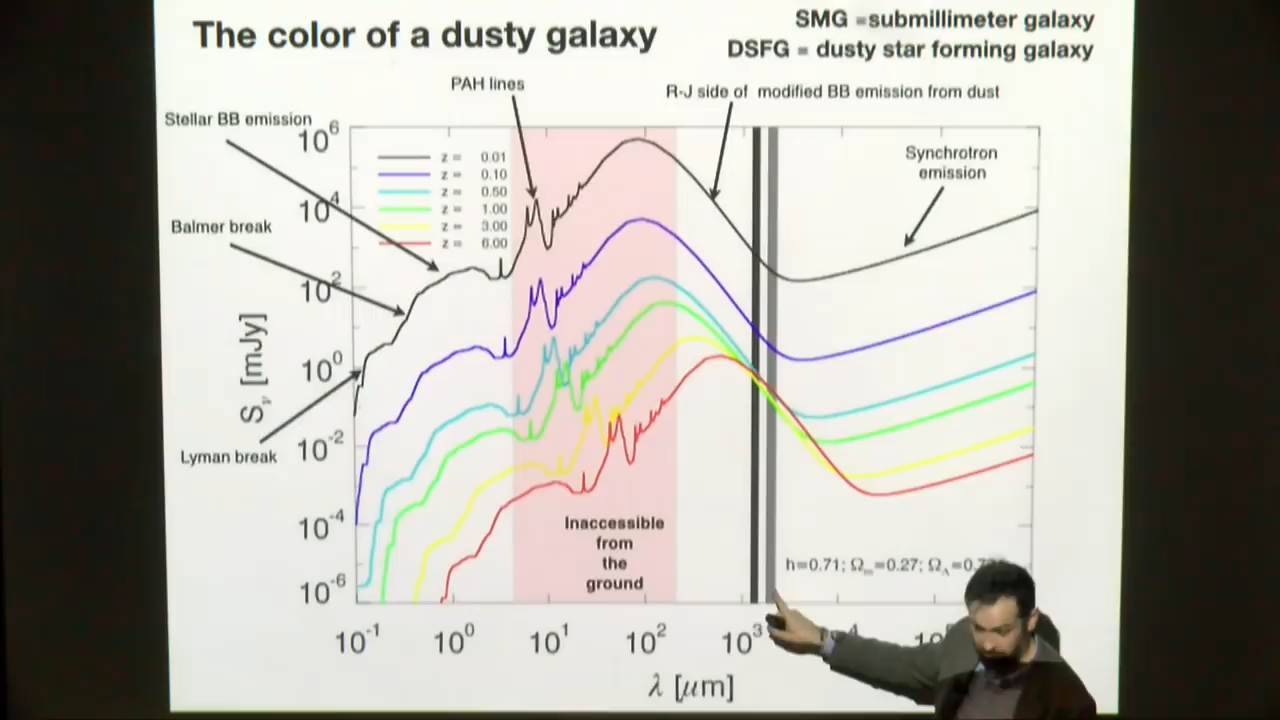 The color of a dusty galaxy
SMG =submillimeter galaxy
DSFG = dusty star forming galaxy
PAH lines
R-J side of modified BB emission from dust
Stellar BB emission
Synchrotron
emission
Balmer break
Lyman break
z = 0.01
z = 0.10
z = 0.50
z = 1.00
z = 3.00
z = 6.00
10^6
10^4
10^2
10^0
10^-2
10^-4
10^-6
S_ν [mJy]
Inaccessible
from
the
ground
h=0.71; Ω_m=0.27; Ω_Λ=0.7
10^-1 10^0 10^1 10^2 10^3
λ [μm]